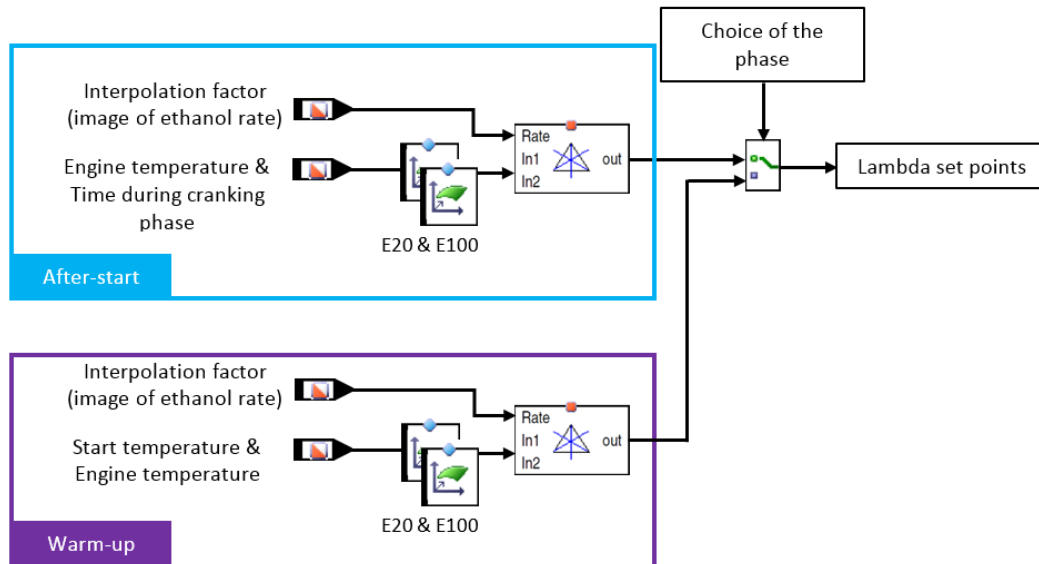 Choice of the
phase
Interpolation factor
(image of ethanol rate)
Engine temperature &
Time during cranking
phase
Rate
In1
In2
out
E20 & E100
After-start
Lambda set points
Interpolation factor
(image of ethanol rate)
Start temperature &
Engine temperature
Rate
In1
In2
out
E20 & E100
Warm-up